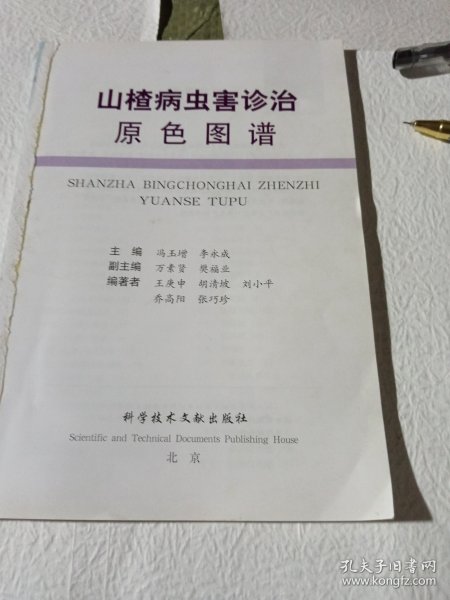 山楂病虫害诊治
原色图谱
SHANZHA BINGCHONGHAI ZHENZHI
YUANSE TUPU
主 编 冯玉增 李永成
副主编 万素贤 樊福亚
编著者 王庚申 胡清坡 刘小平
乔高阳 张巧珍
科学技术文献出版社
Scientific and Technical Documents Publishing House
北 京
孔夫子旧书网
www.kongfz.com